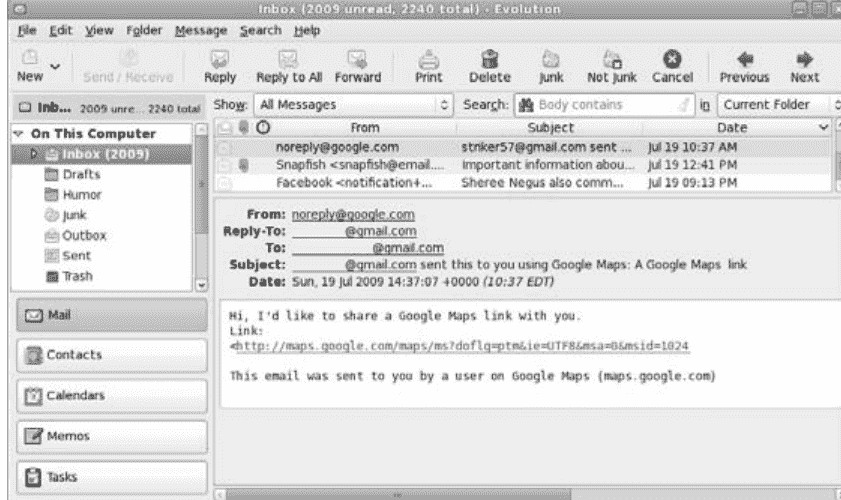 Inbox (2009 unread, 2240 total) - Evolution
File Edit View Folder Message Search Help
New Send / Receive Reply Reply to All Forward Print Delete Junk Not Junk Cancel Previous Next
Inb... 2009 unre... 2240 total
Show: All Messages Search: Body contains in Current Folder
From Subject Date
noreply@google.com striker57@gmail.com sent ... Jul 19 10:37 AM
Snapfish <snapfish@email.... Important information abou... Jul 19 12:41 PM
Facebook <notification+... Sheree Negus also comm... Jul 19 09:13 PM
On This Computer
Inbox (2009)
Drafts
Humor
Junk
Outbox
Sent
Trash
Mail
Contacts
Calendars
Memos
Tasks
From: noreply@google.com
Reply-To: @gmail.com
To: @gmail.com
Subject: @gmail.com sent this to you using Google Maps: A Google Maps link
Date: Sun, 19 Jul 2009 14:37:07 +0000 (10:37 EDT)
Hi, I'd like to share a Google Maps link with you.
Link:
<http://maps.google.com/maps/ms?doflg=ptm&ie=UTF8&msa=0&msid=1024
This email was sent to you by a user on Google Maps (maps.google.com)